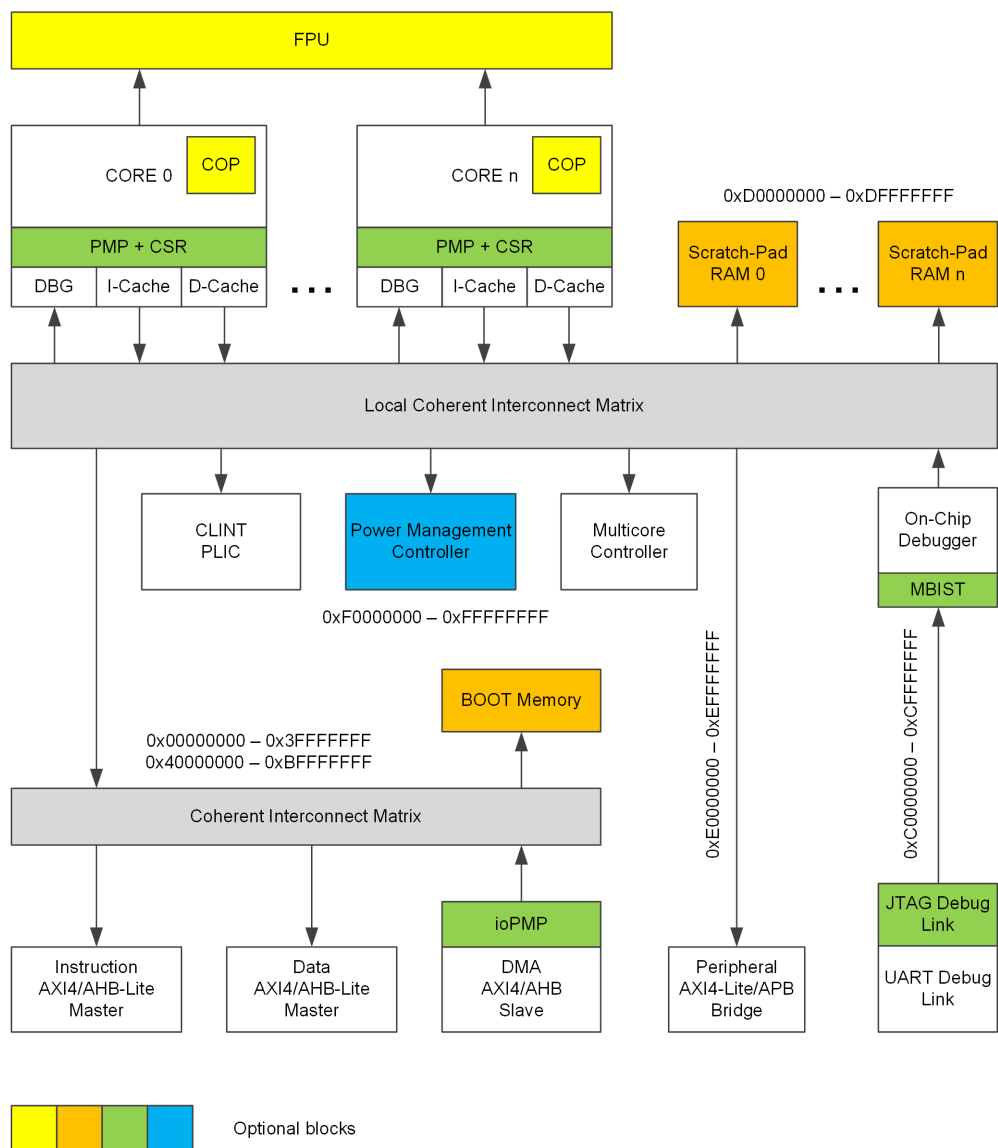 FPU
CORE 0
COP
CORE n
COP
PMP + CSR
PMP + CSR
DBG
I-Cache
D-Cache
...
DBG
I-Cache
D-Cache
0xD0000000 – 0xDFFFFFFF
Scratch-Pad
RAM 0
...
Scratch-Pad
RAM n
Local Coherent Interconnect Matrix
CLINT
PLIC
Power Management
Controller
Multicore
Controller
On-Chip
Debugger
MBIST
0xF0000000 – 0xFFFFFFFF
BOOT Memory
0x00000000 – 0x3FFFFFFF
0x40000000 – 0xBFFFFFFF
0xE0000000 – 0xEFFFFFFF
0xC0000000 – 0xCFFFFFFF
Coherent Interconnect Matrix
ioPMP
JTAG Debug
Link
Instruction
AXI4/AHB-Lite
Master
Data
AXI4/AHB-Lite
Master
DMA
AXI4/AHB
Slave
Peripheral
AXI4-Lite/APB
Bridge
UART Debug
Link
Optional blocks